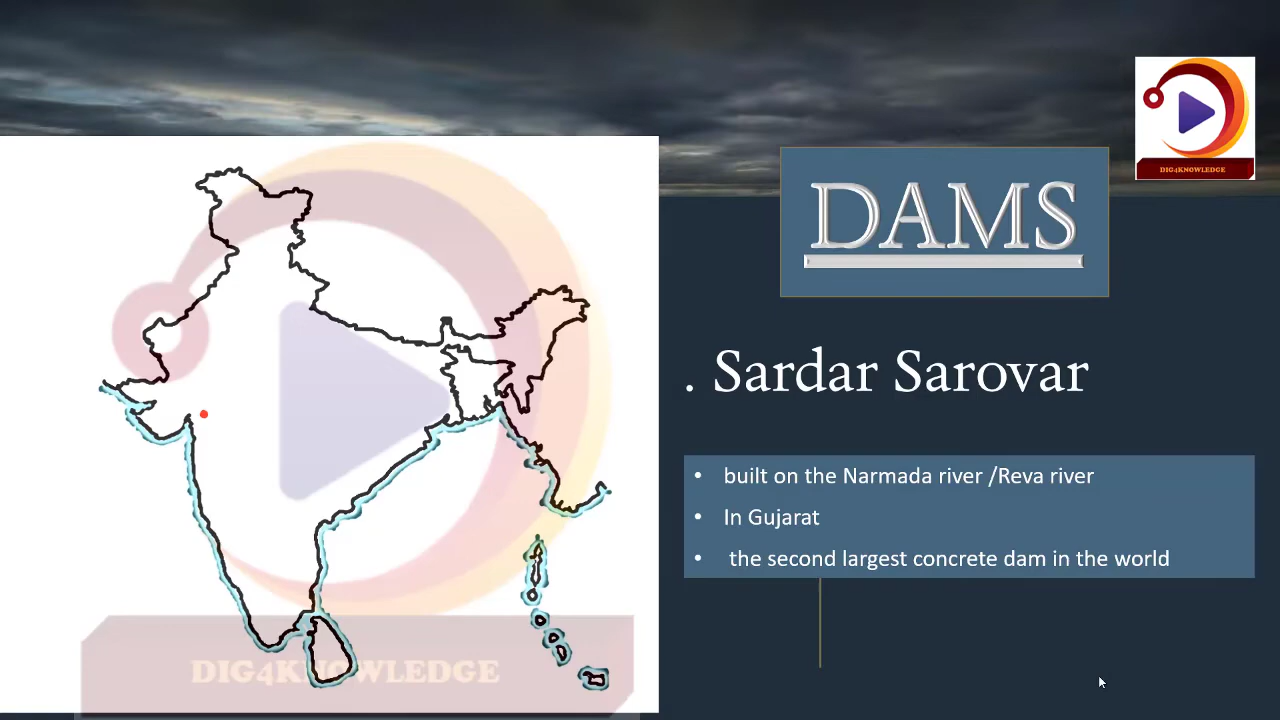 DIG4KNOWLEDGE
DAMS
. Sardar Sarovar
• built on the Narmada river /Reva river
• In Gujarat
• the second largest concrete dam in the world
DIG4KNOWLEDGE